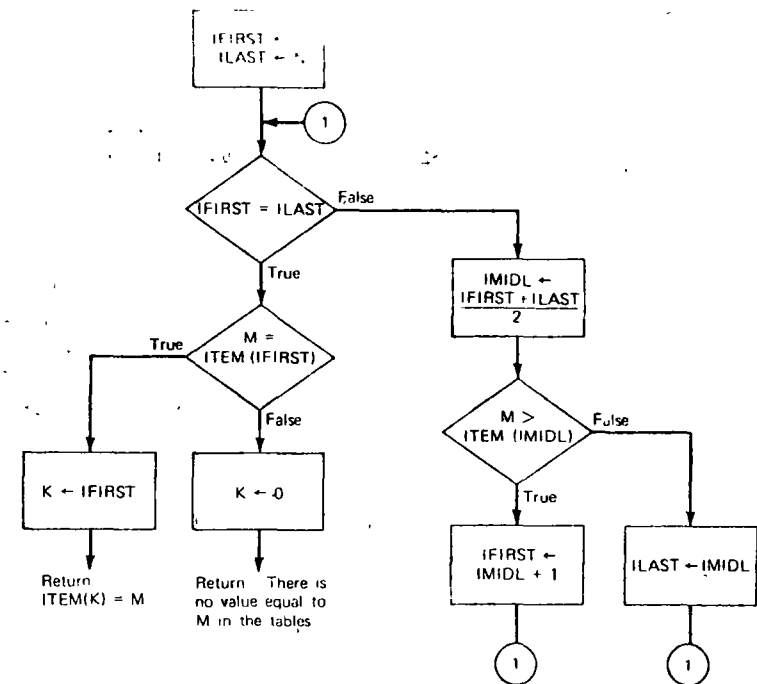 IFIRST ←
ILAST ←
1
IFIRST = ILAST
False
True
IMIDL ←
IFIRST + ILAST
2
M =
ITEM (IFIRST)
True
False
M >
ITEM (IMIDL)
False
True
K ← IFIRST
K ← 0
IFIRST ←
IMIDL + 1
ILAST ← IMIDL
Return
ITEM(K) = M
Return There is
no value equal to
M in the tables
1
1